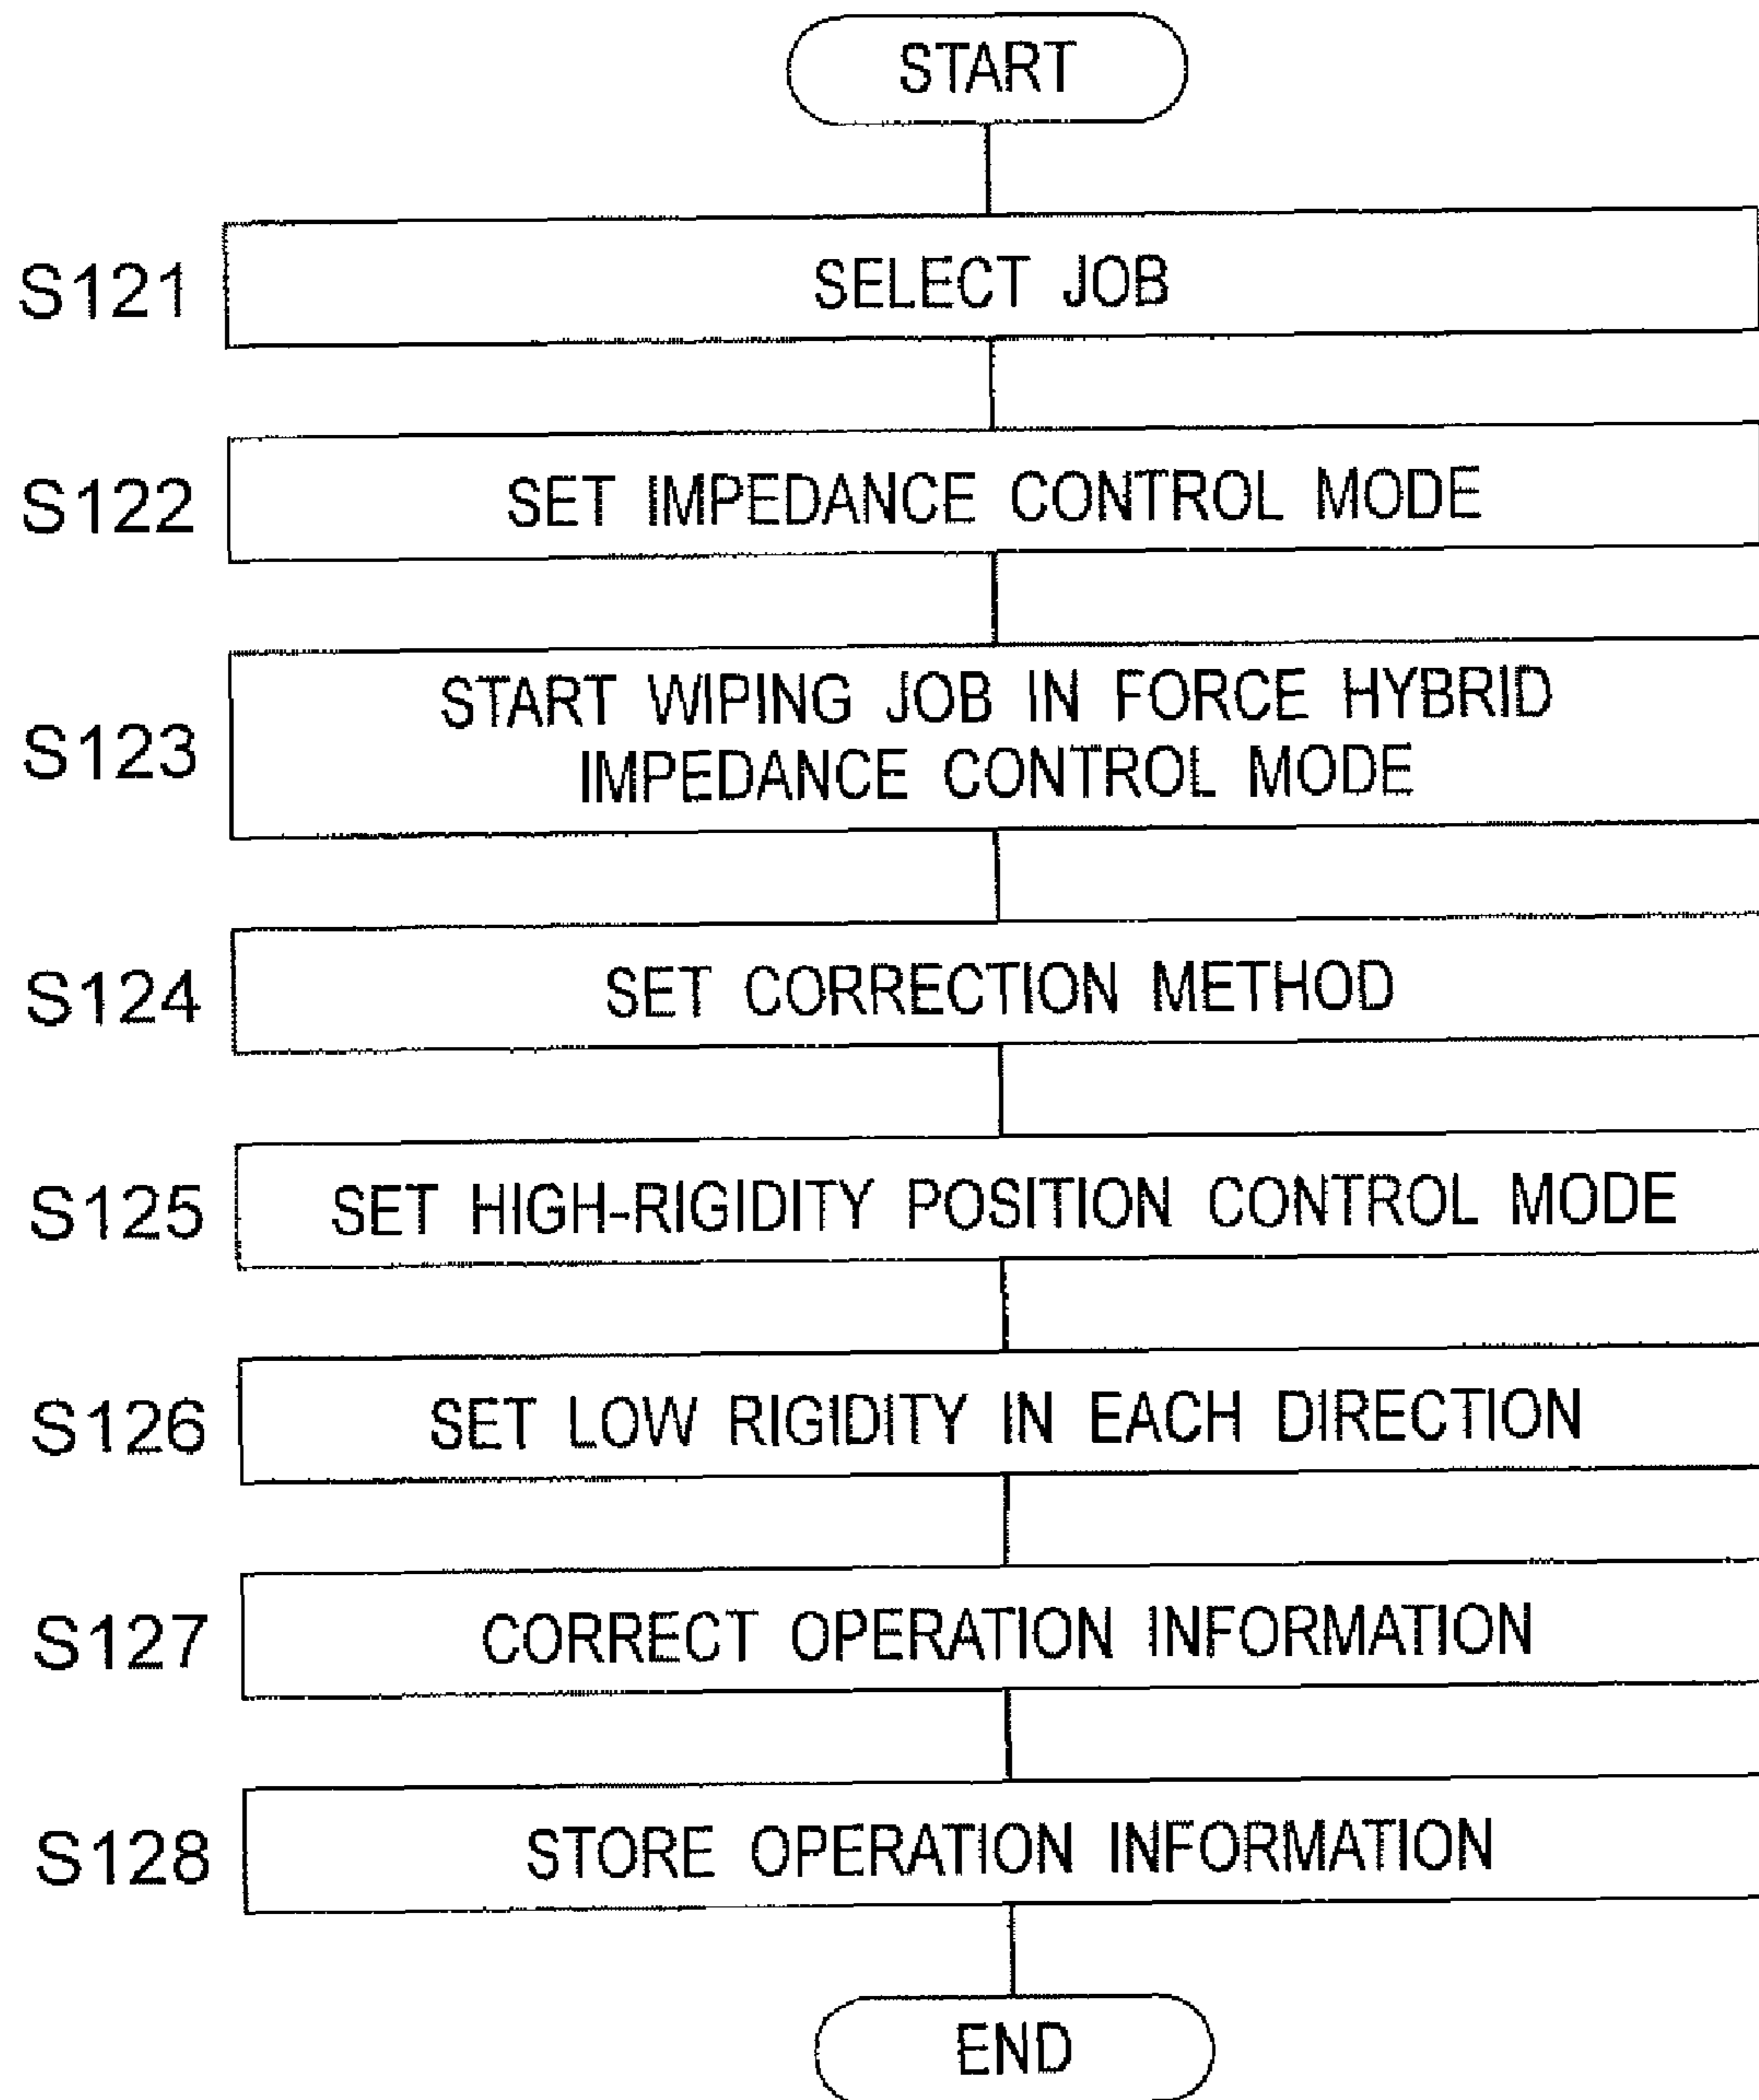 START
S121 SELECT JOB
S122 SET IMPEDANCE CONTROL MODE
S123 START WIPING JOB IN FORCE HYBRID
IMPEDANCE CONTROL MODE
S124 SET CORRECTION METHOD
S125 SET HIGH-RIGIDITY POSITION CONTROL MODE
S126 SET LOW RIGIDITY IN EACH DIRECTION
S127 CORRECT OPERATION INFORMATION
S128 STORE OPERATION INFORMATION
END